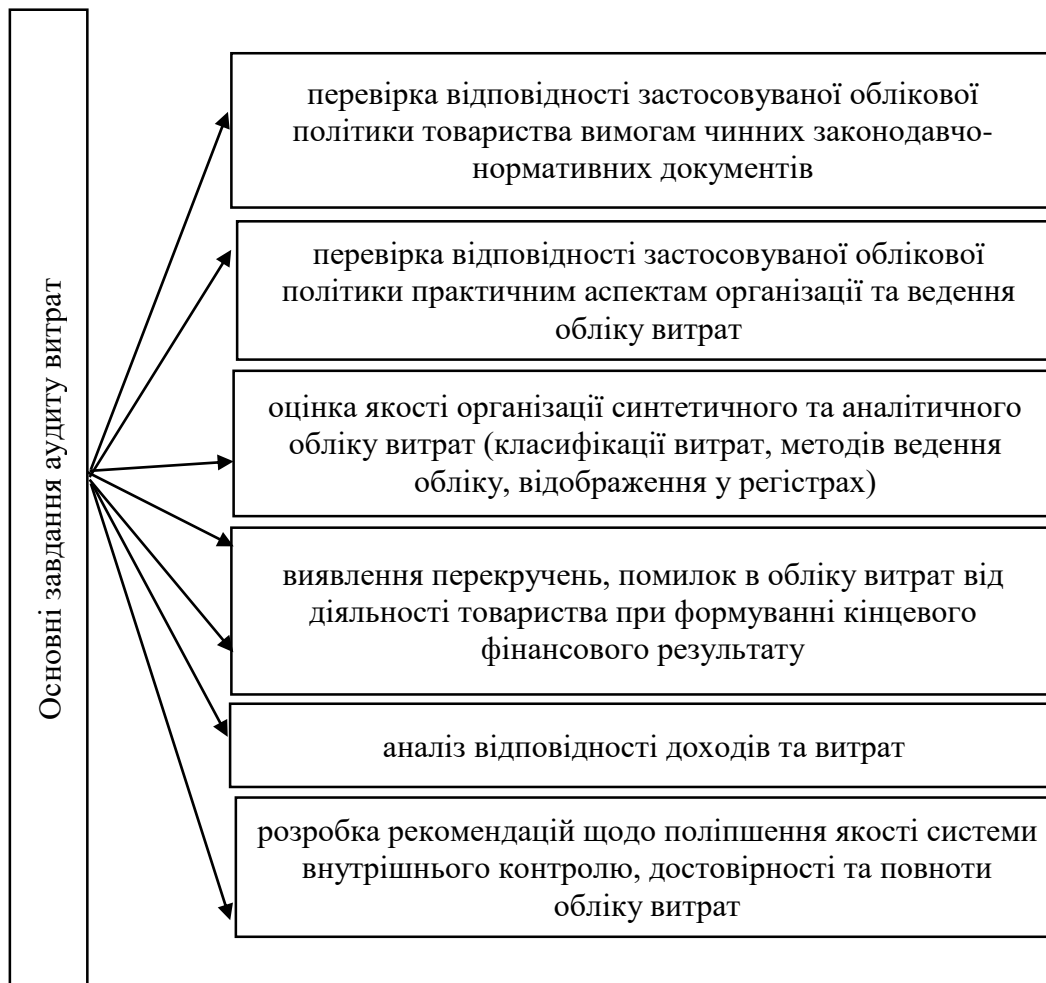 Основні завдання аудиту витрат
перевірка відповідності застосовуваної облікової
політики товариства вимогам чинних законодавчо-
нормативних документів
перевірка відповідності застосовуваної облікової
політики практичним аспектам організації та ведення
обліку витрат
оцінка якості організації синтетичного та аналітичного
обліку витрат (класифікації витрат, методів ведення
обліку, відображення у регістрах)
виявлення перекручень, помилок в обліку витрат від
діяльності товариства при формуванні кінцевого
фінансового результату
аналіз відповідності доходів та витрат
розробка рекомендацій щодо поліпшення якості системи
внутрішнього контролю, достовірності та повноти
обліку витрат